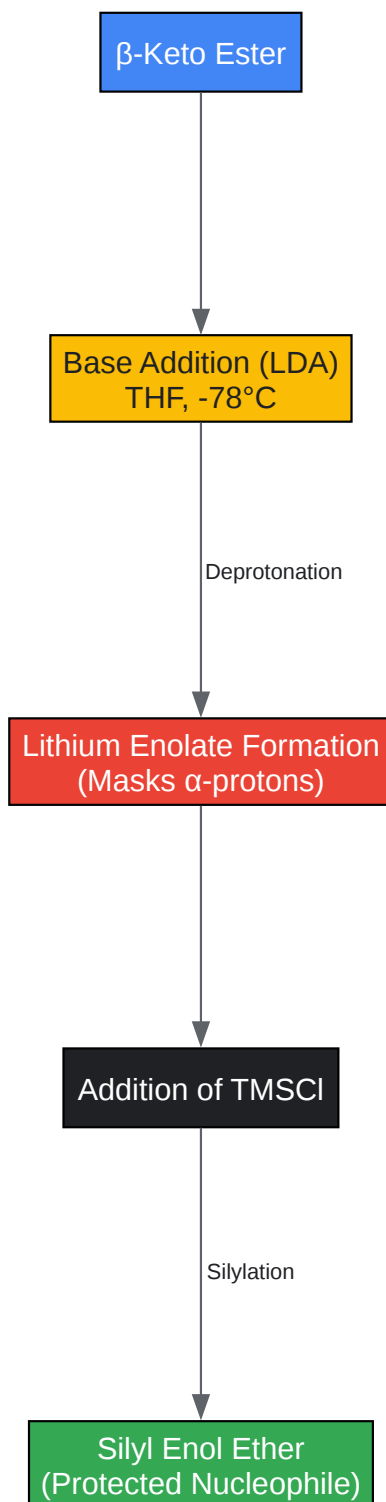 β-Keto Ester
Base Addition (LDA)
THF, -78°C
Deprotonation
Lithium Enolate Formation
(Masks α-protons)
Addition of TMSCl
Silylation
Silyl Enol Ether
(Protected Nucleophile)